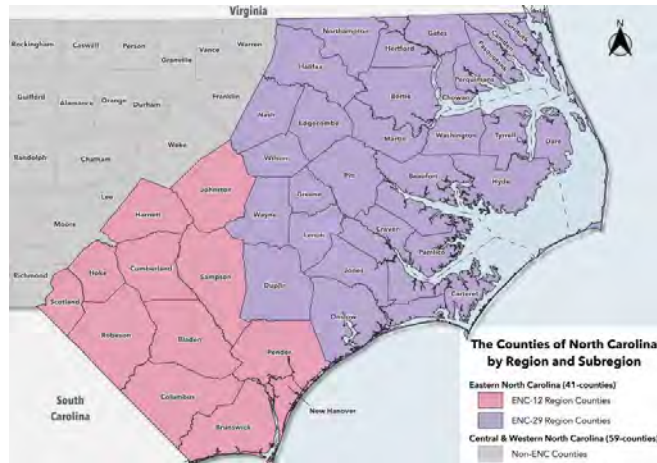 Virginia
N
Rockingham
Caswell
Person
Granville
Vance
Warren
Northampton
Gates
Hertford
Currituck
Camden
Pasquotank
Perquimans
Chowan
Halifax
Guilford
Alamance
Orange
Durham
Franklin
Nash
Edgecombe
Bertie
Martin
Washington
Tyrrell
Dare
Randolph
Chatham
Wake
Wilson
Pitt
Beaufort
Hyde
Johnston
Greene
Lee
Harnett
Wayne
Lenoir
Craven
Pamlico
Moore
Richmond
Hoke
Cumberland
Sampson
Duplin
Jones
Carteret
Scotland
Onslow
Robeson
Bladen
Pender
Columbus
New Hanover
Brunswick
South
Carolina
The Counties of North Carolina
by Region and Subregion
Eastern North Carolina (41-counties)
ENC-12 Region Counties
ENC-29 Region Counties
Central & Western North Carolina (59-counties)
Non-ENC Counties